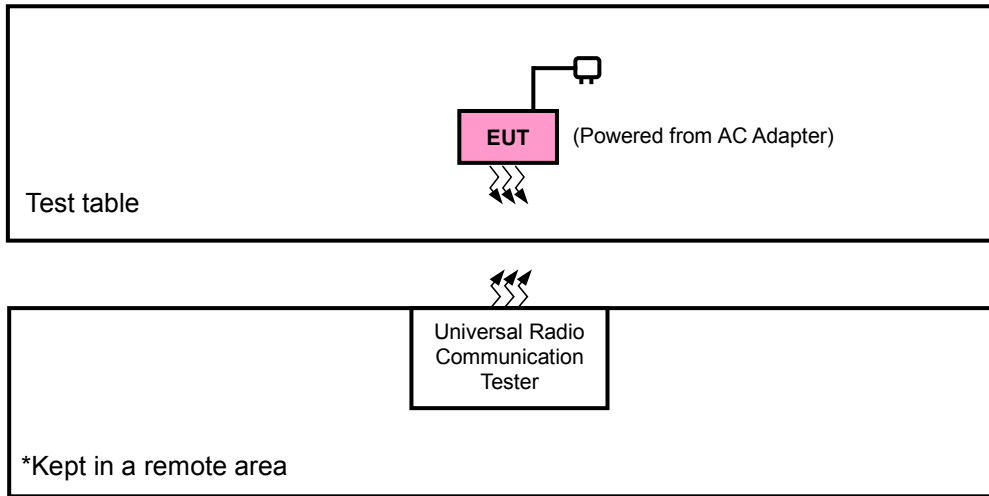 EUT
(Powered from AC Adapter)
Test table
Universal Radio
Communication
Tester
*Kept in a remote area